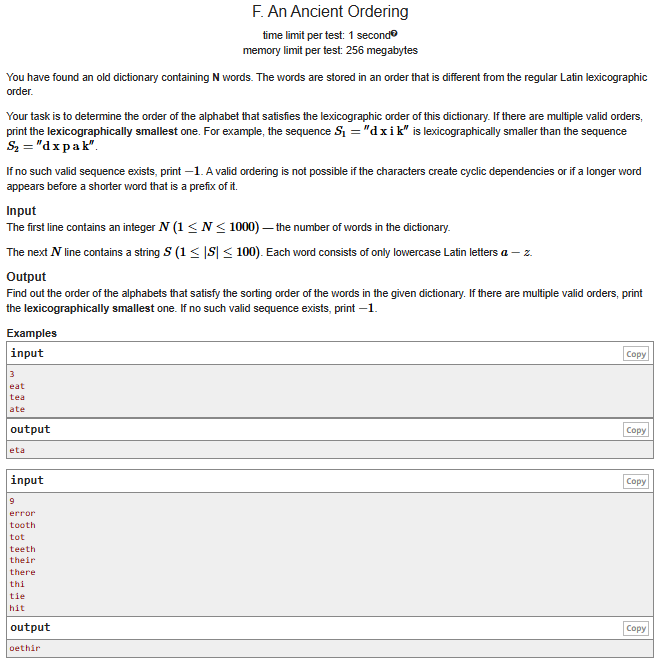 F. An Ancient Ordering
time limit per test: 1 second?
memory limit per test: 256 megabytes
You have found an old dictionary containing N words. The words are stored in an order that is different from the regular Latin lexicographic
order.
Your task is to determine the order of the alphabet that satisfies the lexicographic order of this dictionary. If there are multiple valid orders,
print the lexicographically smallest one. For example, the sequence S₁ = "d x i k" is lexicographically smaller than the sequence
S₂ = "d x p a k".
If no such valid sequence exists, print −1. A valid ordering is not possible if the characters create cyclic dependencies or if a longer word
appears before a shorter word that is a prefix of it.
Input
The first line contains an integer N (1 ≤ N ≤ 1000) — the number of words in the dictionary.
The next N line contains a string S (1 ≤ |S| ≤ 100). Each word consists of only lowercase Latin letters a − z.
Output
Find out the order of the alphabets that satisfy the sorting order of the words in the given dictionary. If there are multiple valid orders, print
the lexicographically smallest one. If no such valid sequence exists, print −1.
Examples
input Copy
3
eat
tea
ate
output Copy
eta
input Copy
9
error
tooth
tot
teeth
their
there
thi
tie
hit
output Copy
oethir